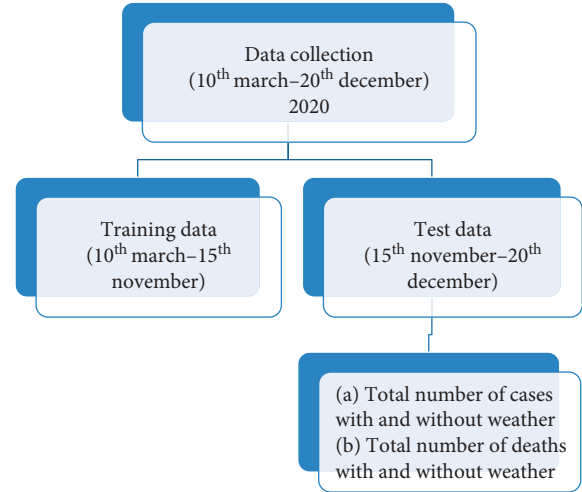 Data collection
(10th march–20th december)
2020
Training data
(10th march–15th
november)
Test data
(15th november–20th
december)
(a) Total number of cases
with and without weather
(b) Total number of deaths
with and without weather